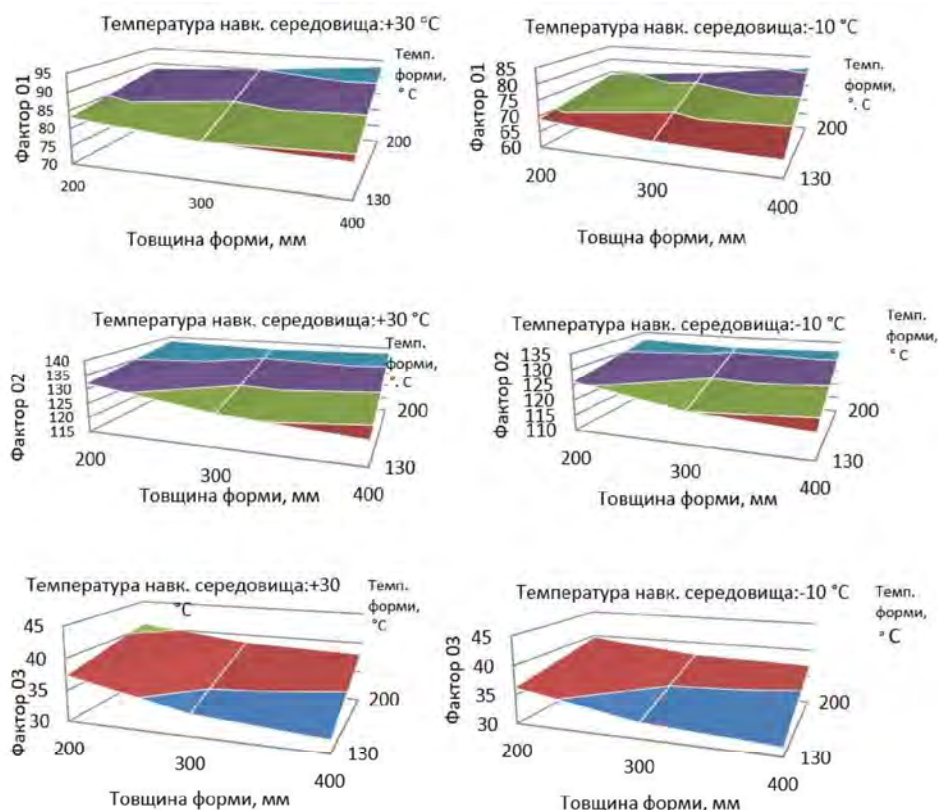 Температура навк. середовища:+30 °C
Темп.
форми,
° C
Фактор 01
95
90
85
80
75
70
200
300
400
200
130
Товщина форми, мм
Температура навк. середовища:-10 °C
Темп.
форми,
°. C
Фактор 01
85
80
75
70
65
60
200
300
400
200
130
Товщна форми, мм
Температура навк. середовища:+30 °C
Темп.
форми,
°. C
Фактор 02
140
135
130
125
120
115
200
300
400
200
130
Товщина форми, мм
Температура навк. середовища:-10 °C
Темп.
форми,
° C
Фактор 02
135
130
125
120
115
110
200
300
400
200
130
Товщина форми, мм
Температура навк. середовища:+30
°C
Темп.
форми,
°C
Фактор 03
45
40
35
30
200
300
400
200
130
Товщина форми, мм
Температура навк. середовища:-10 °C
Темп.
форми,
° C
Фактор 03
45
40
35
30
200
300
400
200
130
Товщина форми, мм